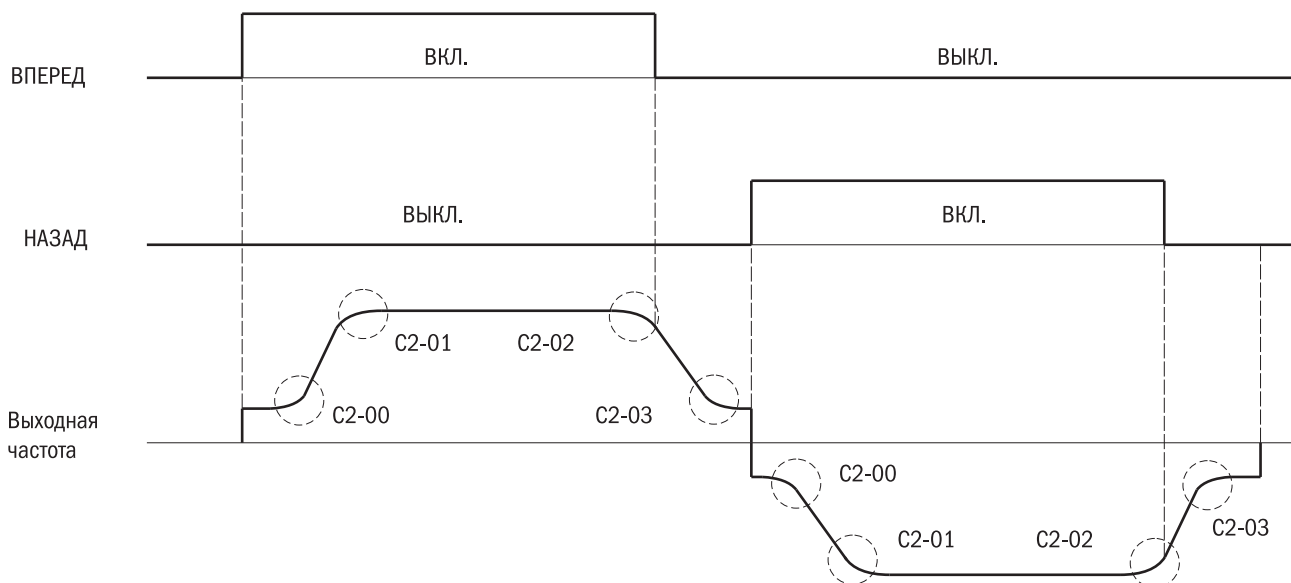 ВКЛ.
ВЫКЛ.
ВПЕРЕД
ВЫКЛ.
ВКЛ.
НАЗАД
C2-01
C2-02
C2-00
C2-03
Выходная
частота
C2-00
C2-03
C2-01
C2-02